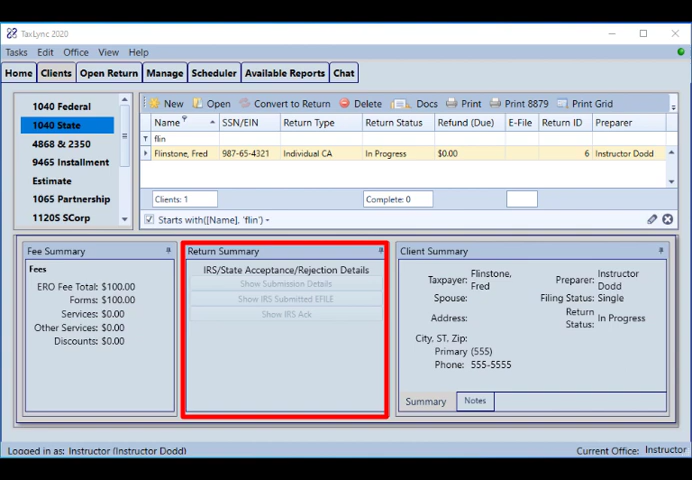 TaxLync 2020
Tasks Edit Office View Help
Home Clients Open Return Manage Scheduler Available Reports Chat
1040 Federal
1040 State
4868 & 2350
9465 Installment
Estimate
1065 Partnership
1120S SCorp
New Open Convert to Return Delete Docs Print Print 8879 Print Grid
Name SSN/EIN Return Type Return Status Refund (Due) E-File Return ID Preparer
flin
Flinstone, Fred 987-65-4321 Individual CA In Progress $0.00 6 Instructor Dodd
Clients: 1 Complete: 0
Starts with([Name], 'flin')
Fee Summary
Fees
ERO Fee Total: $100.00
Forms: $100.00
Services: $0.00
Other Services: $0.00
Discounts: $0.00
Return Summary
IRS/State Acceptance/Rejection Details
Show Submission Details
Show IRS Submitted EFILE
Show IRS Ack
Client Summary
Taxpayer: Flinstone, Fred
Spouse:
Address:
City. ST. Zip:
Primary Phone: (555) 555-5555
Preparer: Instructor Dodd
Filing Status: Single
Return Status: In Progress
Summary Notes
Logged in as: Instructor (Instructor Dodd) Current Office: Instructor